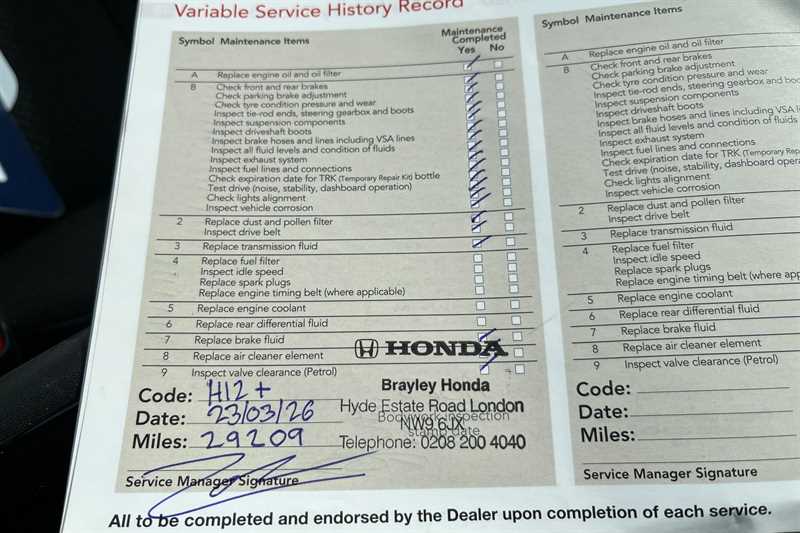 Variable Service History Record
Symbol Maintenance Items
Maintenance
Completed
Yes No
A Replace engine oil and oil filter
B Check front and rear brakes
Check parking brake adjustment
Check tyre condition pressure and wear
Inspect tie-rod ends, steering gearbox and boots
Inspect suspension components
Inspect driveshaft boots
Inspect brake hoses and lines including VSA lines
Inspect all fluid levels and condition of fluids
Inspect exhaust system
Inspect fuel lines and connections
Check expiration date for TRK (Temporary Repair Kit) bottle
Test drive (noise, stability, dashboard operation)
Check lights alignment
Inspect vehicle corrosion
2 Replace dust and pollen filter
Inspect drive belt
3 Replace transmission fluid
4 Replace fuel filter
Inspect idle speed
Replace spark plugs
Replace engine timing belt (where applicable)
5 Replace engine coolant
6 Replace rear differential fluid
7 Replace brake fluid
8 Replace air cleaner element
9 Inspect valve clearance (Petrol)
HONDA
Brayley Honda
Hyde Estate Road London
NW9 6JX
Telephone: 0208 200 4040
Bodywork inspection
stamp date
Code: H12+
Date: 23/03/26
Miles: 29209
Service Manager Signature
Symbol Maintenance Items
A Replace engine oil and oil filter
B Check front and rear brakes
Check parking brake adjustment
Check tyre condition pressure and wear
Inspect tie-rod ends, steering gearbox and
Inspect suspension components
Inspect driveshaft boots
Inspect brake hoses and lines including VSA
Inspect all fluid levels and condition of fluids
Inspect exhaust system
Inspect fuel lines and connections
Check expiration date for TRK (Temporary Repair
Test drive (noise, stability, dashboard
Check lights alignment
Inspect vehicle corrosion
2 Replace dust and pollen filter
Inspect drive belt
3 Replace transmission fluid
4 Replace fuel filter
Inspect idle speed
Replace spark plugs
Replace engine timing belt (where
5 Replace engine coolant
6 Replace rear differential fluid
7 Replace brake fluid
8 Replace air cleaner element
9 Inspect valve clearance (Petrol)
Code:
Date:
Miles:
Service Manager Signature
All to be completed and endorsed by the Dealer upon completion of each service.